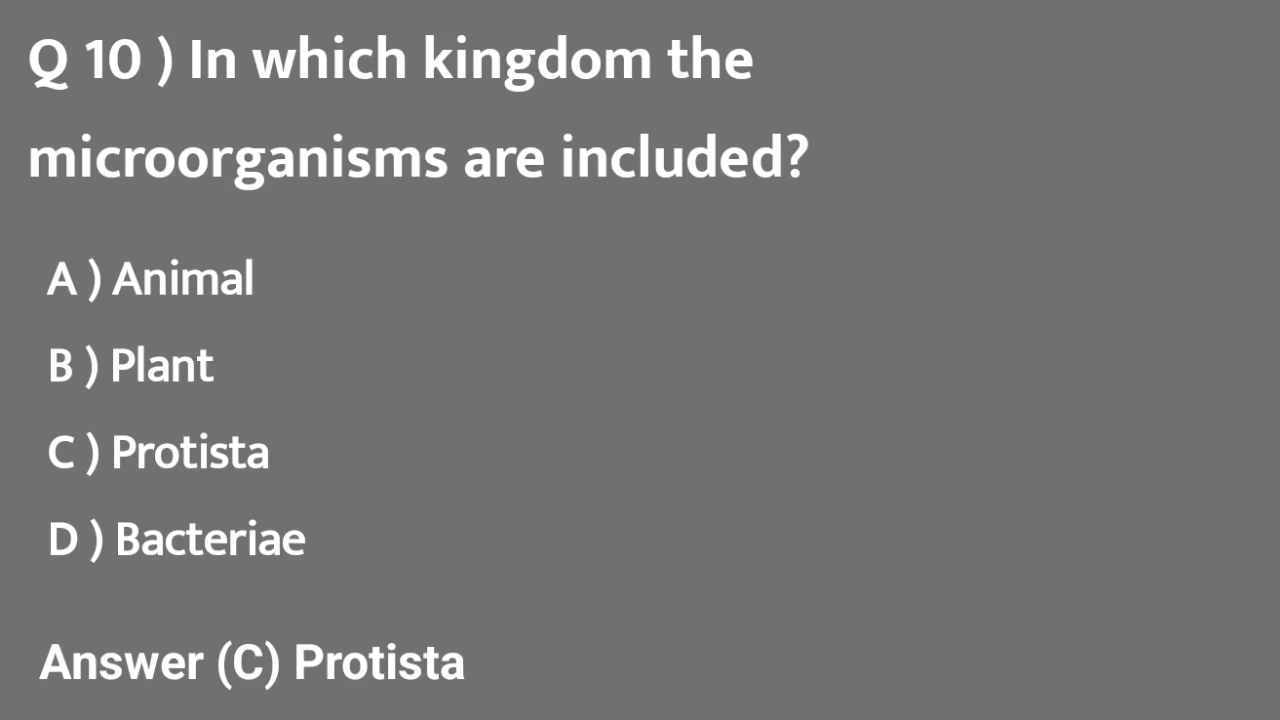 Q 10 ) In which kingdom the
microorganisms are included?
A ) Animal
B ) Plant
C ) Protista
D ) Bacteriae
Answer (C) Protista